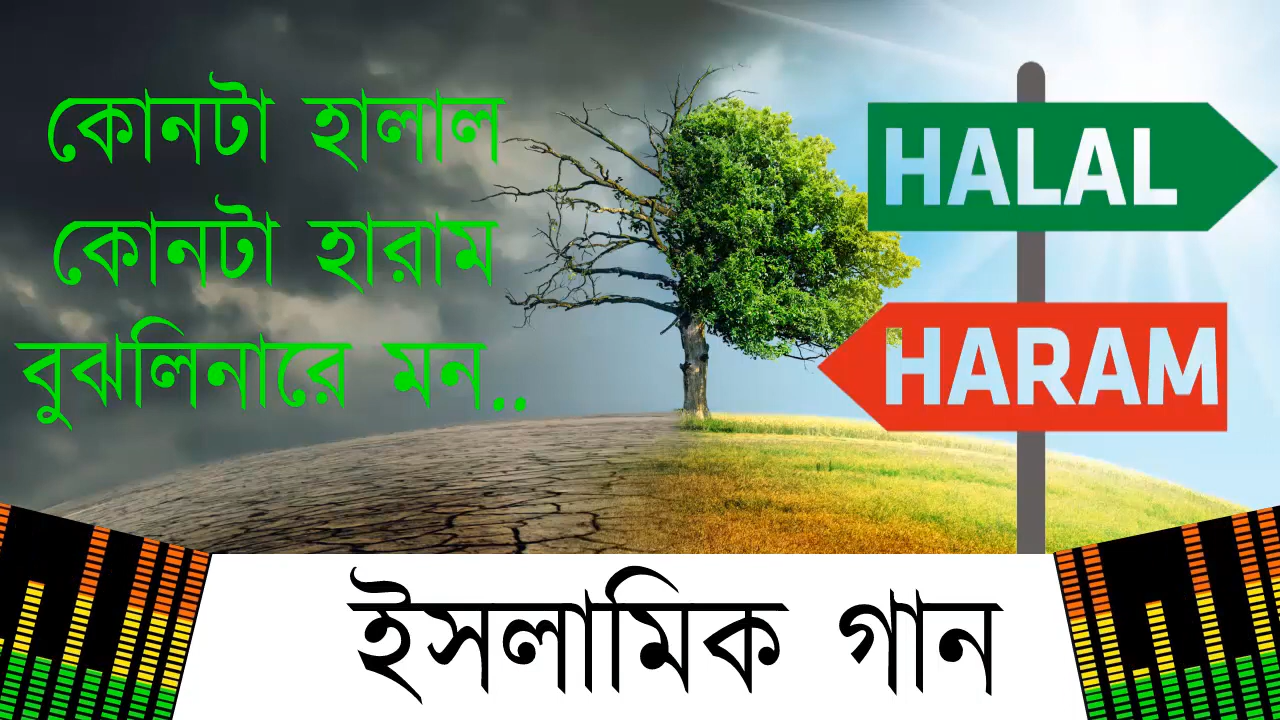 কোনটা হালাল
কোনটা হারাম
বুঝলিনারে মন..
HALAL
HARAM
ইসলামিক গান